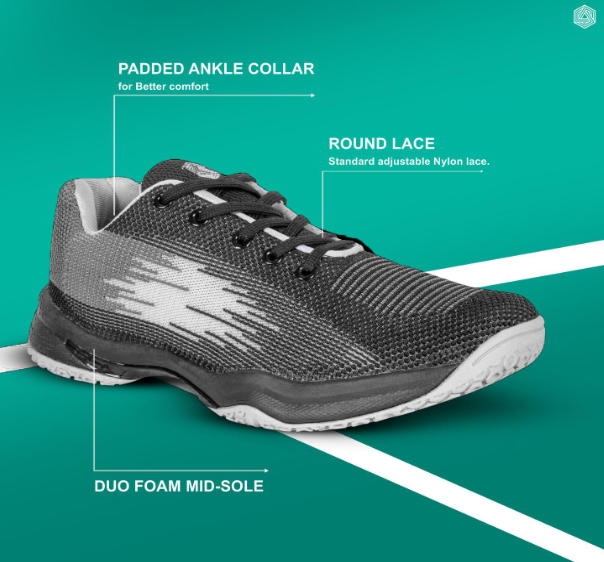 PADDED ANKLE COLLAR
for Better comfort
ROUND LACE
Standard adjustable Nylon lace.
DUO FOAM MID-SOLE